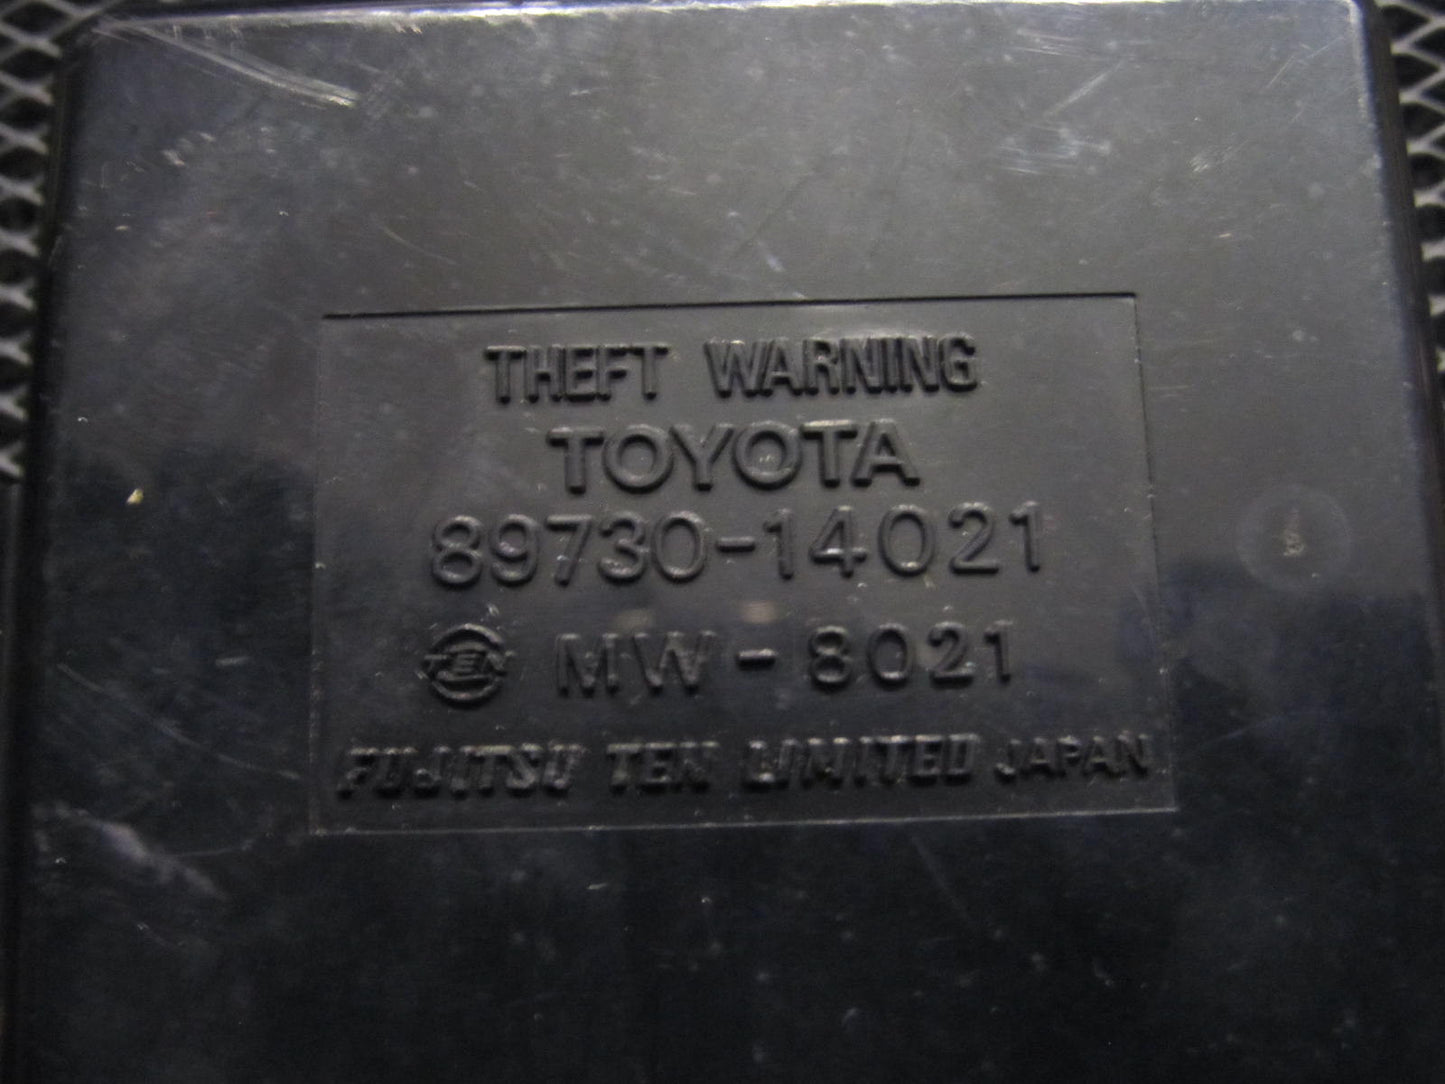 THEFT WARNING
TOYOTA
89730-14021
TEN MW-8021
FUJITSU TEN LIMITED JAPAN